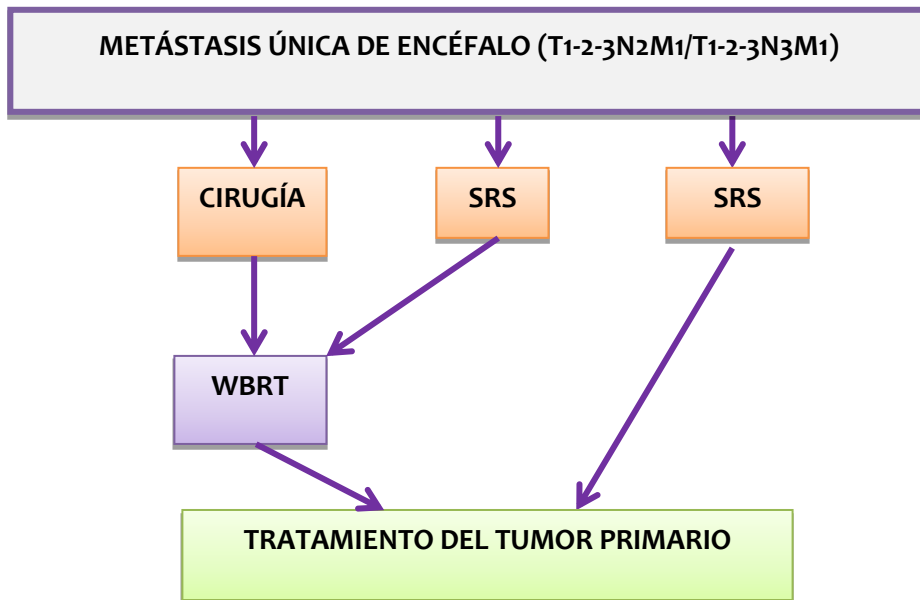 METÁSTASIS ÚNICA DE ENCÉFALO (T1-2-3N2M1/T1-2-3N3M1)
CIRUGÍA
SRS
SRS
WBRT
TRATAMIENTO DEL TUMOR PRIMARIO